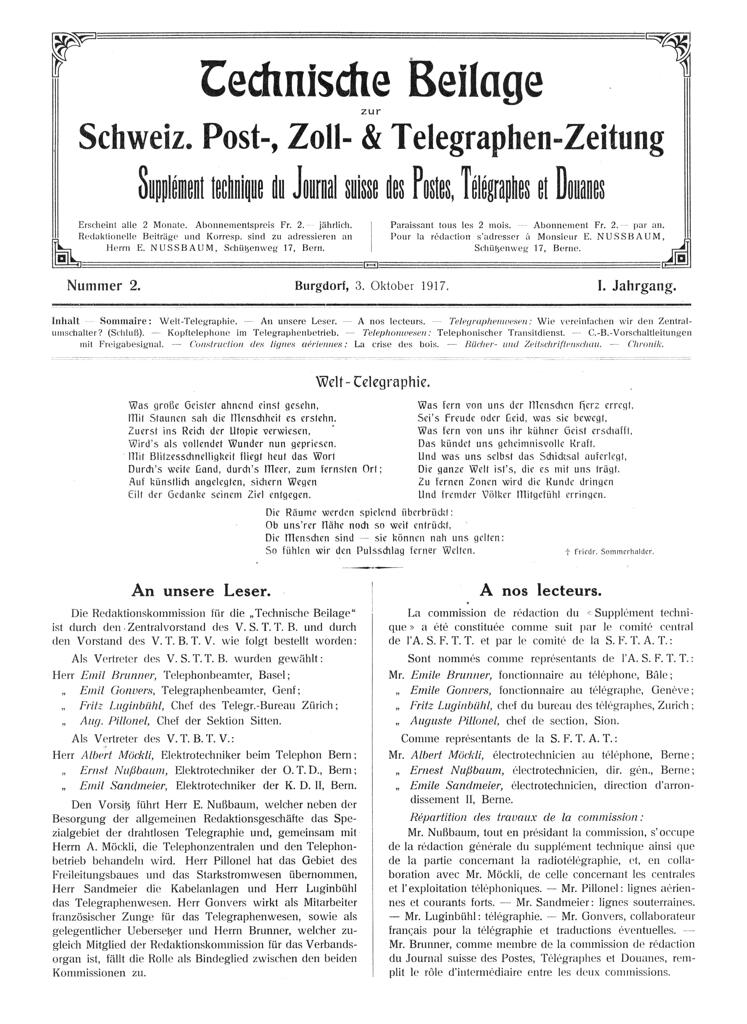 Technische Beilage
zur
Schweiz. Post-, Zoll- & Telegraphen-Zeitung
Supplément technique du Journal suisse des Postes, Télégraphes et Douanes
Erscheint alle 2 Monate. Abonnementspreis Fr. 2.— jährlich.
Redaktionelle Beiträge und Korresp. sind zu adressieren an
Herrn E. NUSSBAUM, Schützenweg 17, Bern.
Paraissant tous les 2 mois. — Abonnement Fr. 2.— par an.
Pour la rédaction s'adresser à Monsieur E. NUSSBAUM,
Schützenweg 17, Berne.
Nummer 2.
Burgdorf, 3. Oktober 1917.
I. Jahrgang.
Inhalt — Sommaire: Welt-Telegraphie. — An unsere Leser. — A nos lecteurs. — Telegraphenwesen: Wie vereinfachen wir den Zentral-
umschalter? (Schluß). — Kopftelephone im Telegraphenbetrieb. — Telephonwesen: Telephonischer Transitdienst. — C.-B.-Vorschaltleitungen
mit Freigabesignal. — Construction des lignes aériennes: La crise des bois. — Bücher- und Zeitschriftenschau. — Chronik.
Welt-Telegraphie.
Was große Geister ahnend einst gesehn,
Mit Staunen sah die Menschheit es erstehn.
Zuerst ins Reich der Utopie verwiesen,
Wird's als vollendet Wunder nun gepriesen.
Mit Blitzesschnelligkeit fliegt heut das Wort
Durch's weite Land, durch's Meer, zum fernsten Ort;
Auf künstlich angelegten, sichern Wegen
Eilt der Gedanke seinem Ziel entgegen.
Was fern von uns der Menschen Herz erregt,
Sei's Freude oder Leid, was sie bewegt,
Was fern von uns ihr kühner Geist erschafft,
Das kündet uns geheimnisvolle Kraft.
Und was uns selbst das Schicksal auferlegt,
Die ganze Welt ist's, die es mit uns trägt.
Zu fernen Zonen wird die Kunde dringen
Und fremder Völker Mitgefühl erringen.
Die Räume werden spielend überbrückt:
Ob uns'rer Nähe noch so weit entrückt,
Die Menschen sind — sie können nah uns gelten:
So fühlen wir den Pulsschlag ferner Welten.
† Friedr. Sommerhalder.
An unsere Leser.
Die Redaktionskommission für die „Technische Beilage"
ist durch den Zentralvorstand des V. S. T. T. B. und durch
den Vorstand des V. T. B. T. V. wie folgt bestellt worden:
Als Vertreter des V. S. T. T. B. wurden gewählt:
Herr Emil Brunner, Telephonbeamter, Basel;
„ Emil Gonvers, Telegraphenbeamter, Genf;
„ Fritz Luginbühl, Chef des Telegr.-Bureau Zürich;
„ Aug. Pillonel, Chef der Sektion Sitten.
Als Vertreter des V. T. B. T. V.:
Herr Albert Möckli, Elektrotechniker beim Telephon Bern;
„ Ernst Nußbaum, Elektrotechniker der O. T. D., Bern;
„ Emil Sandmeier, Elektrotechniker der K. D. II, Bern.
Den Vorsitz führt Herr E. Nußbaum, welcher neben der
Besorgung der allgemeinen Redaktionsgeschäfte das Spe-
zialgebiet der drahtlosen Telegraphie und, gemeinsam mit
Herrn A. Möckli, die Telephonzentralen und den Telephon-
betrieb behandeln wird. Herr Pillonel hat das Gebiet des
Freileitungsbaues und das Starkstromwesen übernommen,
Herr Sandmeier die Kabelanlagen und Herr Luginbühl
das Telegraphenwesen. Herr Gonvers wirkt als Mitarbeiter
französischer Zunge für das Telegraphenwesen, sowie als
gelegentlicher Uebersetzer und Herrn Brunner, welcher zu-
gleich Mitglied der Redaktionskommission für das Verbands-
organ ist, fällt die Rolle als Bindeglied zwischen den beiden
Kommissionen zu.
A nos lecteurs.
La commission de rédaction du «Supplément techni-
que» a été constituée comme suit par le comité central
de l'A. S. F. T. T. et par le comité de la S. F. T. A. T.:
Sont nommés comme représentants de l'A. S. F. T. T.:
Mr. Emile Brunner, fonctionnaire au téléphone, Bâle;
„ Emile Gonvers, fonctionnaire au télégraphe, Genève;
„ Fritz Luginbühl, chef du bureau des télégraphes, Zurich;
„ Auguste Pillonel, chef de section, Sion.
Comme représentants de la S. F. T. A. T.:
Mr. Albert Möckli, électrotechnicien au téléphone, Berne;
„ Ernest Nußbaum, électrotechnicien, dir. gén., Berne;
„ Emile Sandmeier, électrotechnicien, direction d'arron-
dissement II, Berne.
Répartition des travaux de la commission:
Mr. Nußbaum, tout en présidant la commission, s'occupe
de la rédaction générale du supplément technique ainsi que
de la partie concernant la radiotélégraphie, et, en colla-
boration avec Mr. Möckli, de celle concernant les centrales
et l'exploitation téléphoniques. — Mr. Pillonel: lignes aérien-
nes et courants forts. — Mr. Sandmeier: lignes souterraines.
— Mr. Luginbühl: télégraphie. — Mr. Gonvers, collaborateur
français pour la télégraphie et traductions éventuelles. —
Mr. Brunner, comme membre de la commission de rédaction
du Journal suisse des Postes, Télégraphes et Douanes, rem-
plit le rôle d'intermédiaire entre les deux commissions.